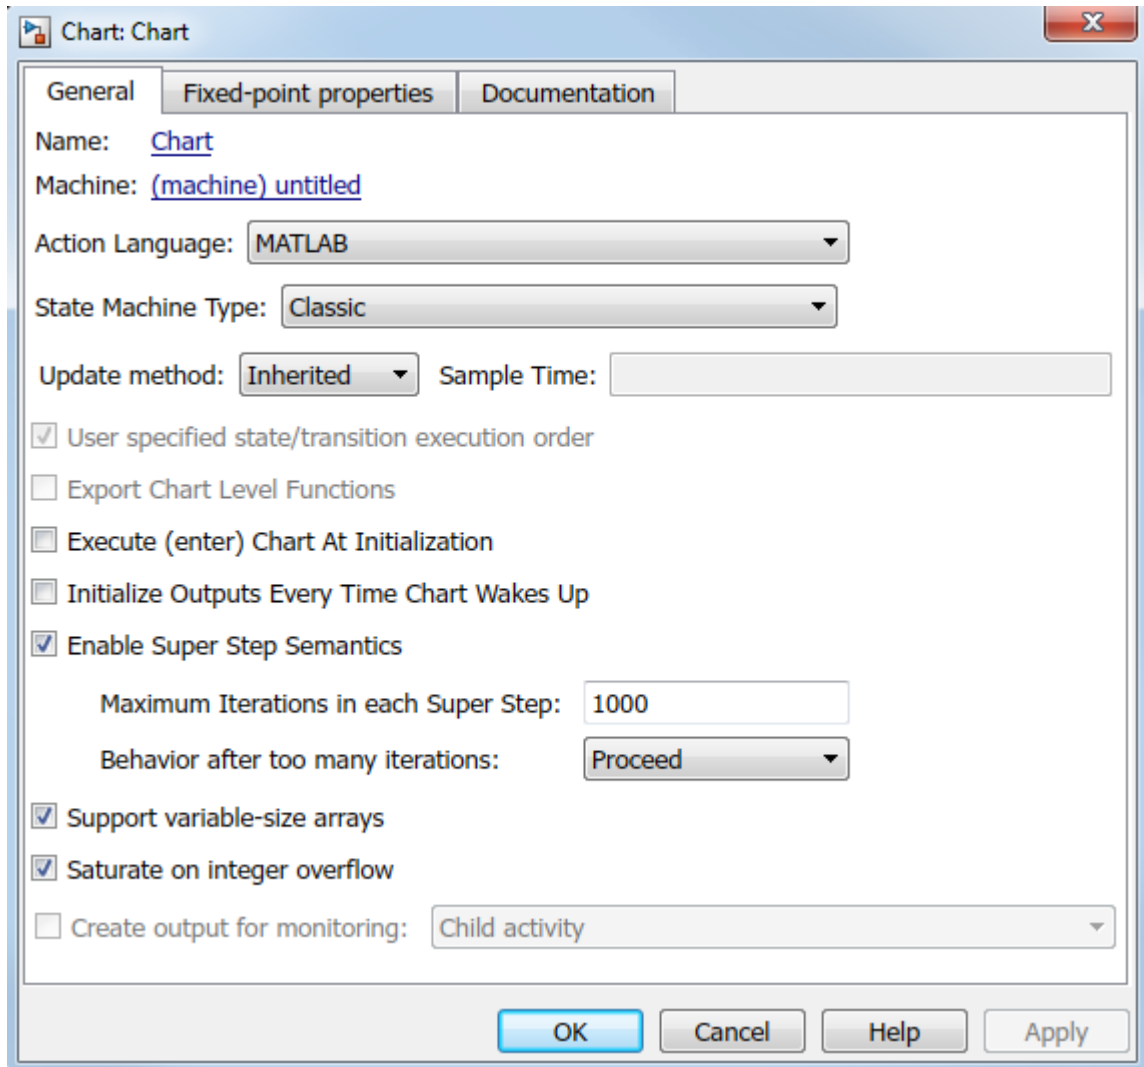 Chart: Chart
General Fixed-point properties Documentation
Name: Chart
Machine: (machine) untitled
Action Language: MATLAB
State Machine Type: Classic
Update method: Inherited Sample Time:
User specified state/transition execution order
Export Chart Level Functions
Execute (enter) Chart At Initialization
Initialize Outputs Every Time Chart Wakes Up
Enable Super Step Semantics
Maximum Iterations in each Super Step: 1000
Behavior after too many iterations: Proceed
Support variable-size arrays
Saturate on integer overflow
Create output for monitoring: Child activity
OK Cancel Help Apply